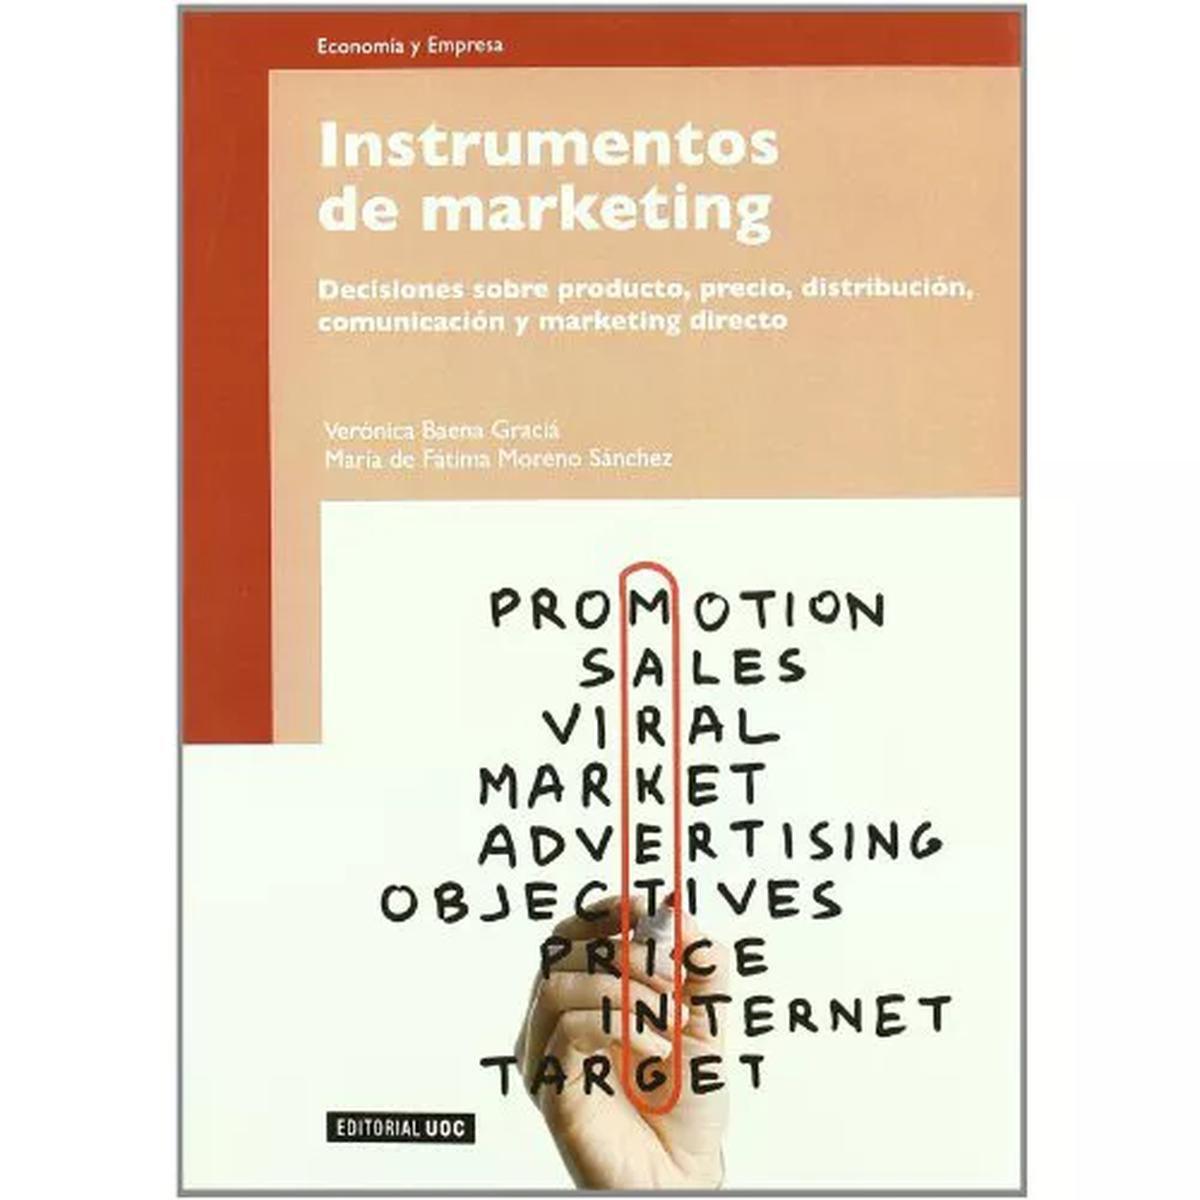 Economía y Empresa
Instrumentos
de marketing
Decisiones sobre producto, precio, distribución,
comunicación y marketing directo
Verónica Baena Graciá
María de Fátima Moreno Sánchez
PROMOTION
SALES
VIRAL
MARKET
ADVERTISING
OBJECTIVES
PRICE
INTERNET
TARGET
EDITORIAL UOC